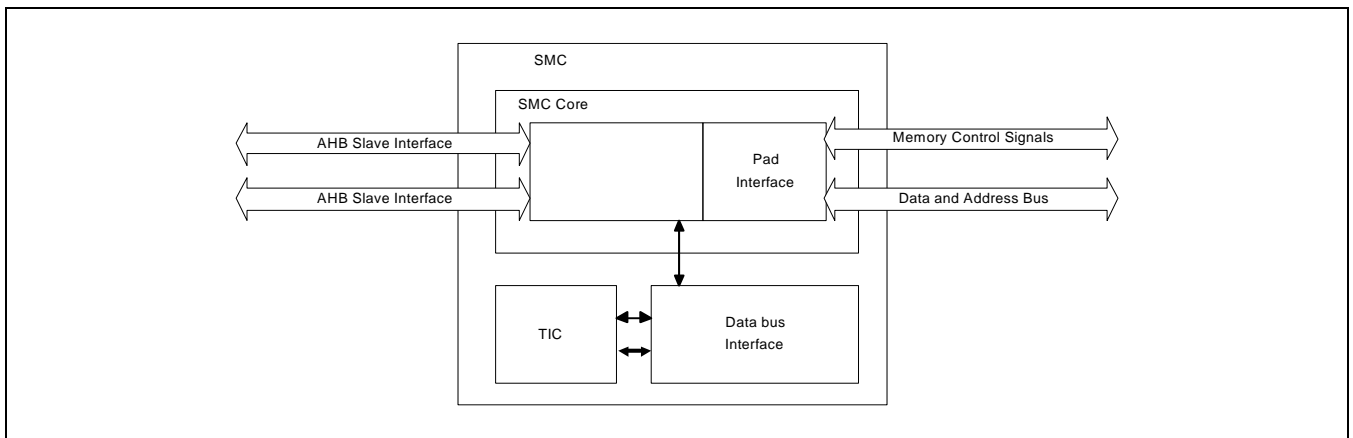 SMC
SMC Core
AHB Slave Interface
Memory Control Signals
Pad
Interface
AHB Slave Interface
Data and Address Bus
TIC
Data bus
Interface